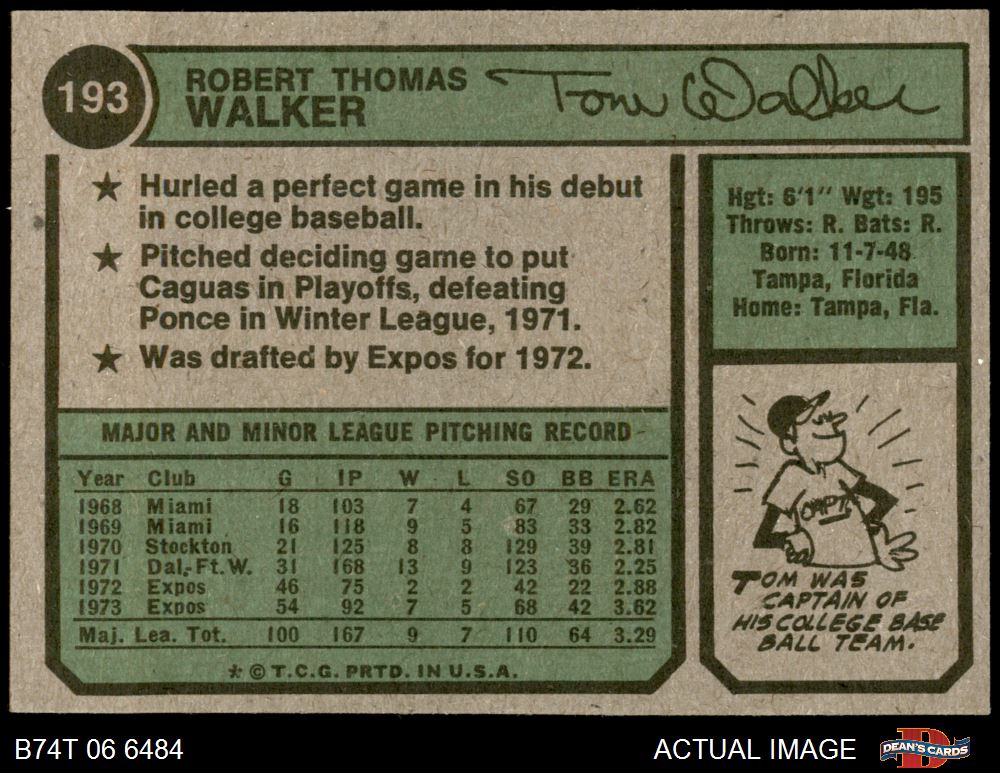 193
ROBERT THOMAS
WALKER
Tom Walker
★ Hurled a perfect game in his debut
in college baseball.
★ Pitched deciding game to put
Caguas in Playoffs, defeating
Ponce in Winter League, 1971.
★ Was drafted by Expos for 1972.
Hgt: 6'1" Wgt: 195
Throws: R. Bats: R.
Born: 11-7-48
Tampa, Florida
Home: Tampa, Fla.
MAJOR AND MINOR LEAGUE PITCHING RECORD
Year Club G IP W L SO BB ERA
1968 Miami 18 103 7 4 67 29 2.62
1969 Miami 16 118 9 5 83 33 2.82
1970 Stockton 21 125 8 8 129 39 2.81
1971 Dal.-Ft.W. 31 168 13 9 123 36 2.25
1972 Expos 46 75 2 2 42 22 2.88
1973 Expos 54 92 7 5 68 42 3.62
Maj. Lea. Tot. 100 167 9 7 110 64 3.29
* © T.C.G. PRTD. IN U.S.A.
CAPT.
TOM WAS
CAPTAIN OF
HIS COLLEGE BASE
BALL TEAM.
B74T 06 6484
ACTUAL IMAGE
B
DEAN'S CARDS